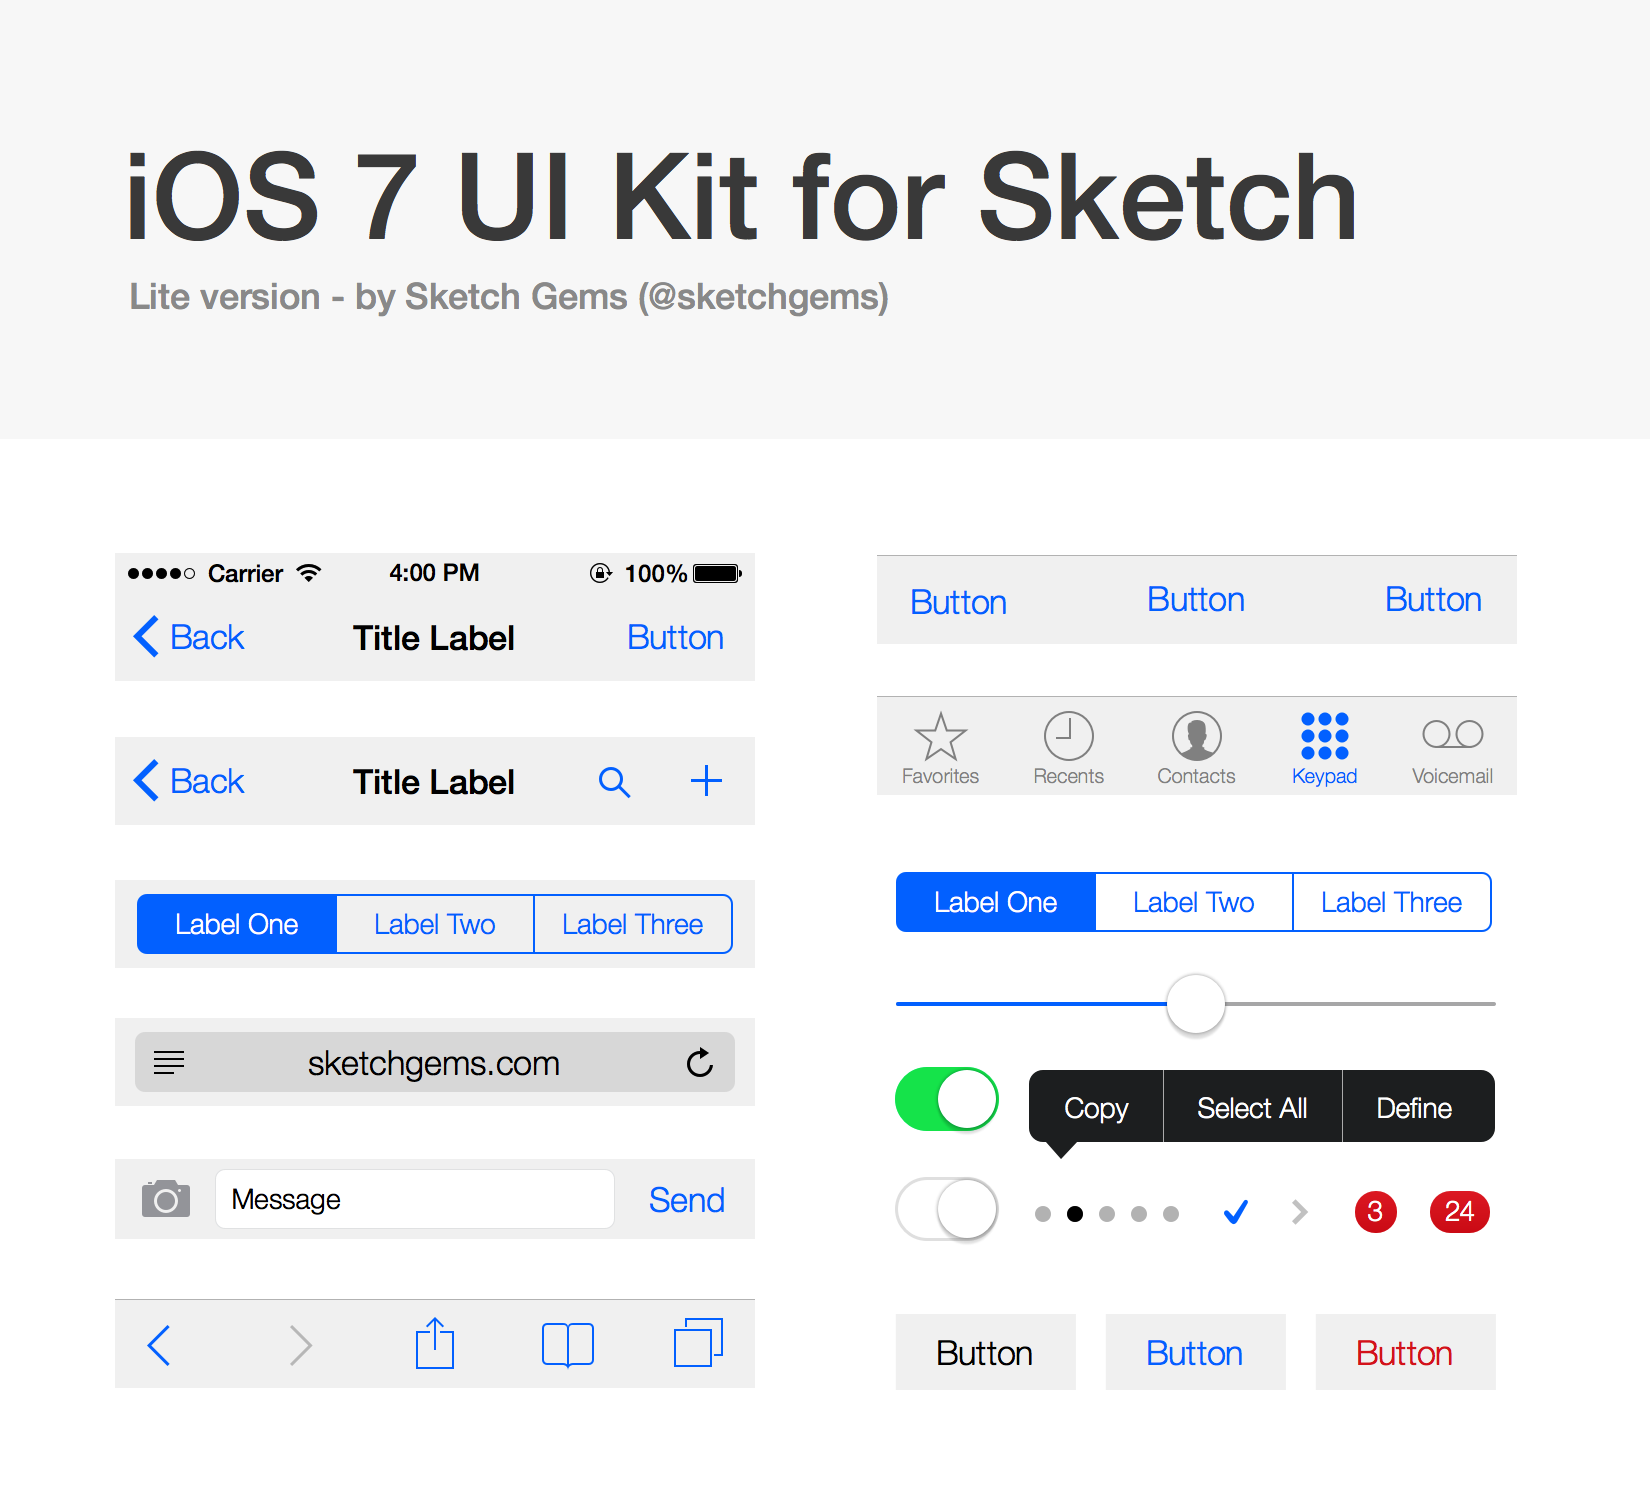 iOS 7 UI Kit for Sketch
Lite version - by Sketch Gems (@sketchgems)
Carrier 4:00 PM 100%
Back Title Label Button
Back Title Label
Label One Label Two Label Three
sketchgems.com
Message Send
Button Button Button
Favorites Recents Contacts Keypad Voicemail
Label One Label Two Label Three
Copy Select All Define
3 24
Button Button Button